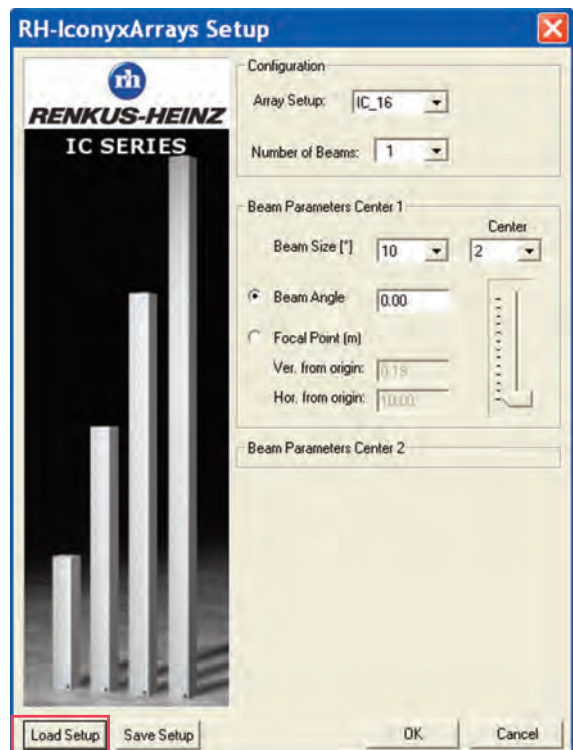 RH-IconyxArrays Setup
rh
RENKUS-HEINZ
IC SERIES
Configuration
Array Setup: IC_16
Number of Beams: 1
Beam Parameters Center 1
Center
Beam Size [°] 10 2
Beam Angle 0.00
Focal Point (m)
Ver. from origin: 0.18
Hor. from origin: 10.00
Beam Parameters Center 2
Load Setup Save Setup OK Cancel